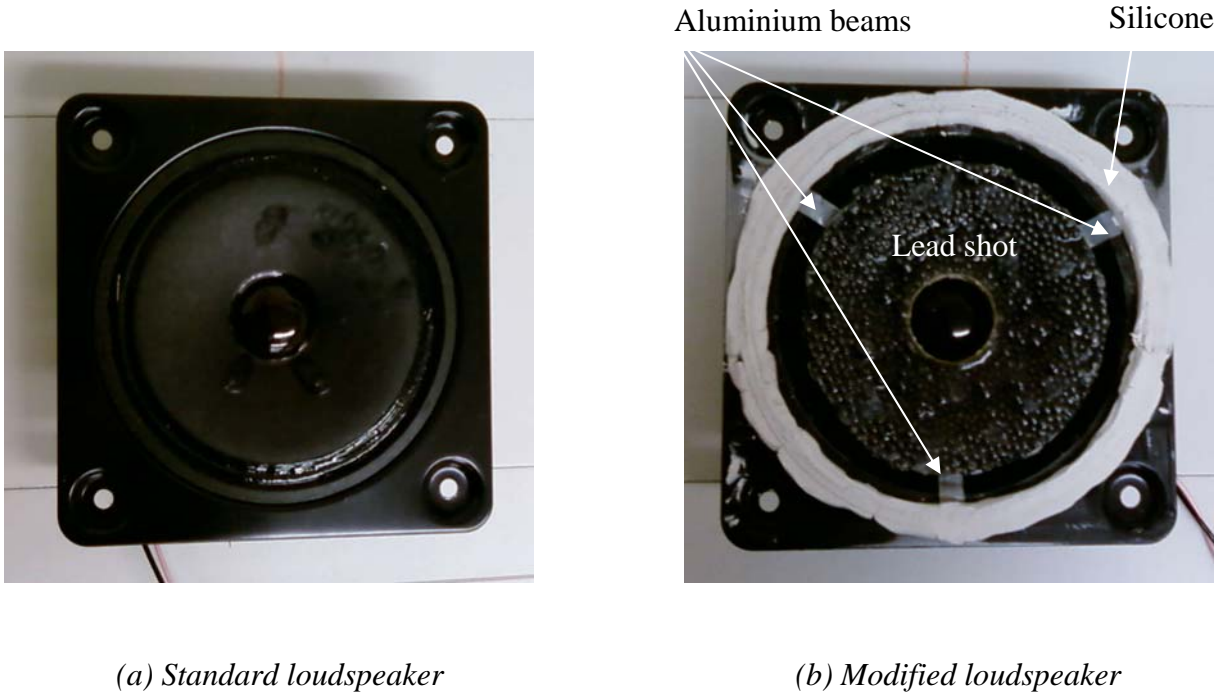 Aluminium beams
Silicone
Lead shot
(a) Standard loudspeaker
(b) Modified loudspeaker